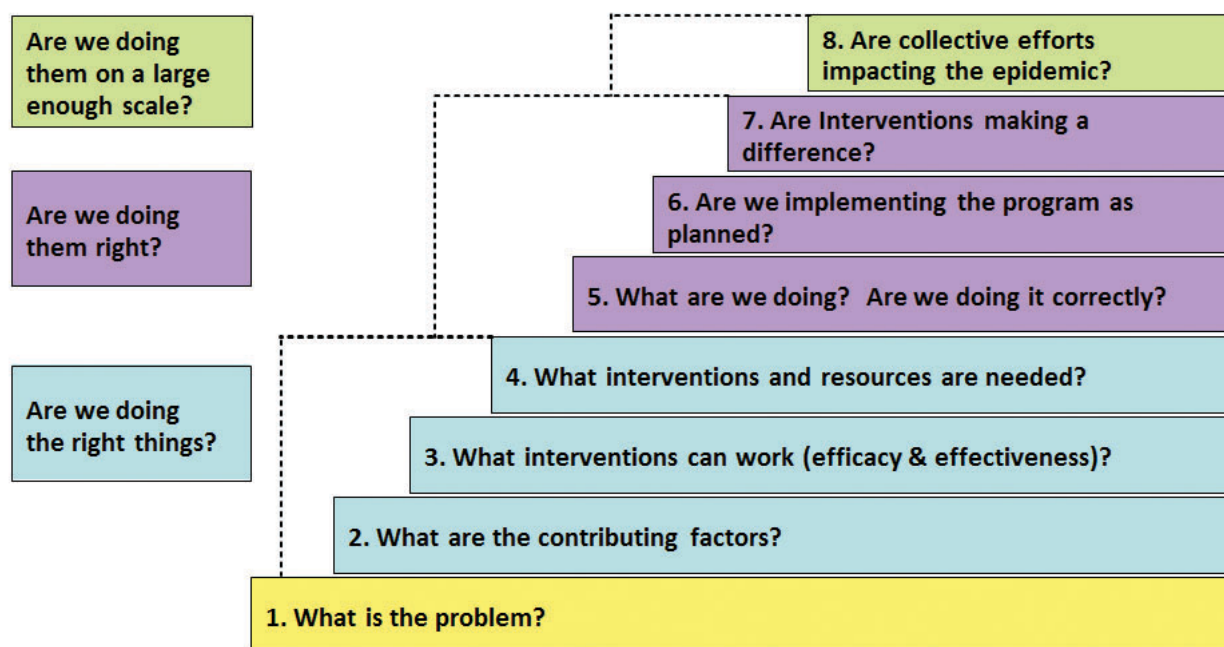 Are we doing
them on a large
enough scale?
8. Are collective efforts
impacting the epidemic?
7. Are Interventions making a
difference?
Are we doing
them right?
6. Are we implementing the program as
planned?
5. What are we doing? Are we doing it correctly?
Are we doing
the right things?
4. What interventions and resources are needed?
3. What interventions can work (efficacy & effectiveness)?
2. What are the contributing factors?
1. What is the problem?